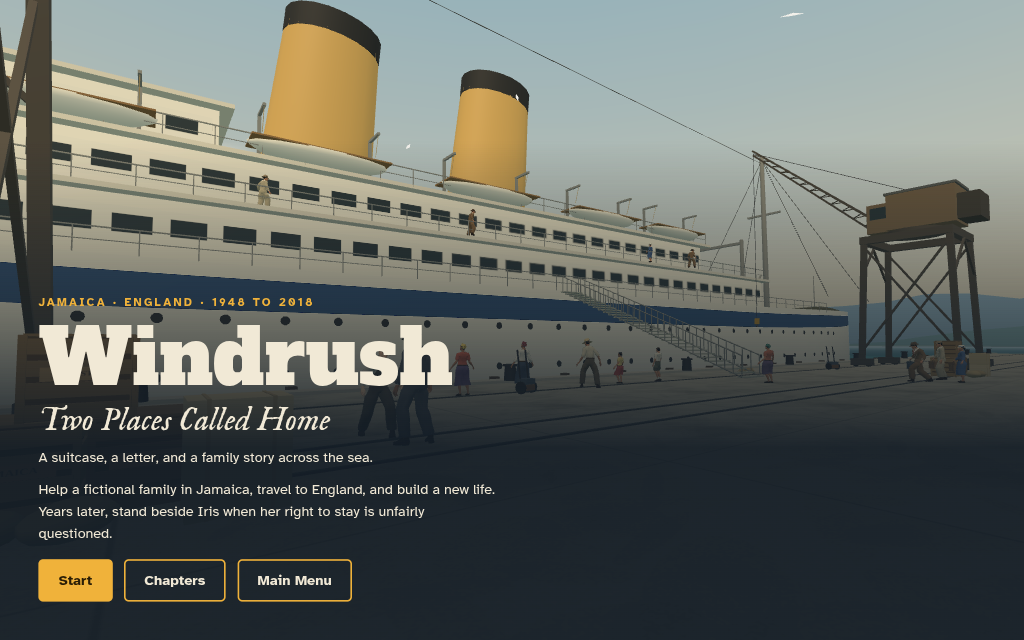 JAMAICA · ENGLAND · 1948 TO 2018
Windrush
Two Places Called Home
A suitcase, a letter, and a family story across the sea.
Help a fictional family in Jamaica, travel to England, and build a new life.
Years later, stand beside Iris when her right to stay is unfairly
questioned.
Start
Chapters
Main Menu